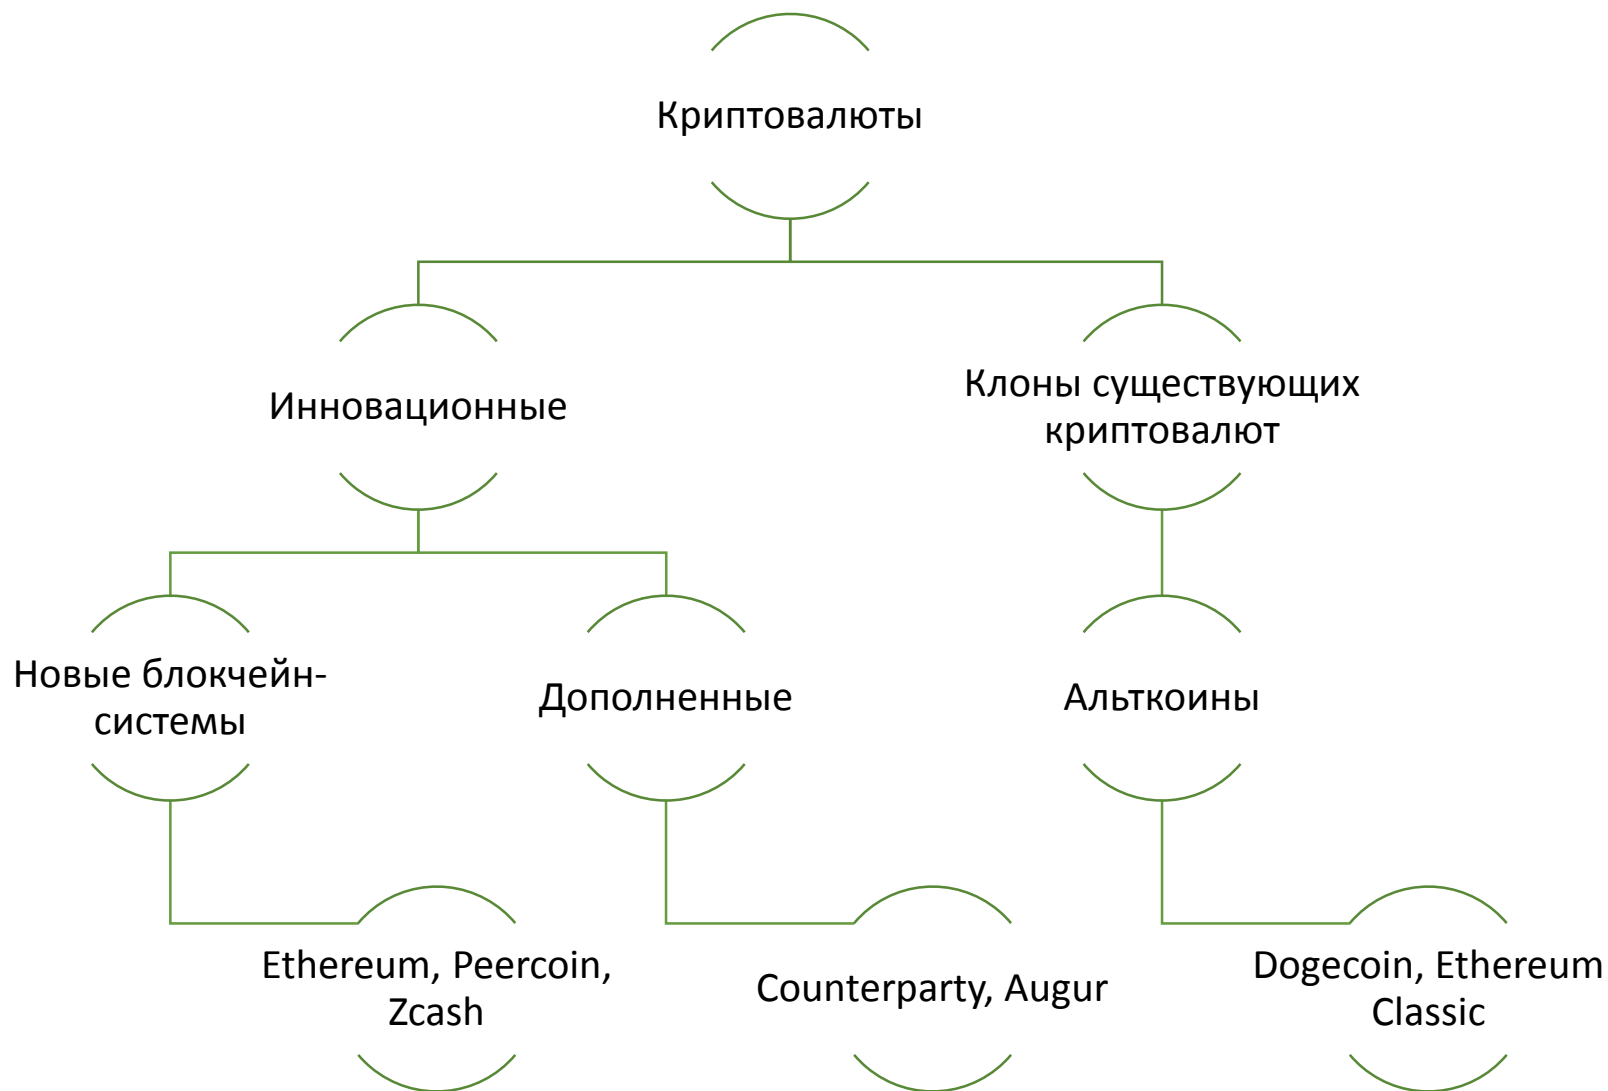 Криптовалюты
Инновационные
Клоны существующих
криптовалют
Новые блокчейн-
системы
Дополненные
Альткоины
Ethereum, Peercoin,
Zcash
Counterparty, Augur
Dogecoin, Ethereum
Classic